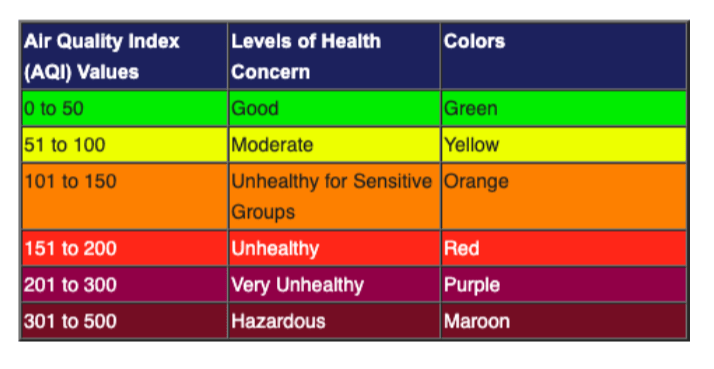 Air Quality Index (AQI) Values Levels of Health Concern Colors
0 to 50 Good Green
51 to 100 Moderate Yellow
101 to 150 Unhealthy for Sensitive Groups Orange
151 to 200 Unhealthy Red
201 to 300 Very Unhealthy Purple
301 to 500 Hazardous Maroon